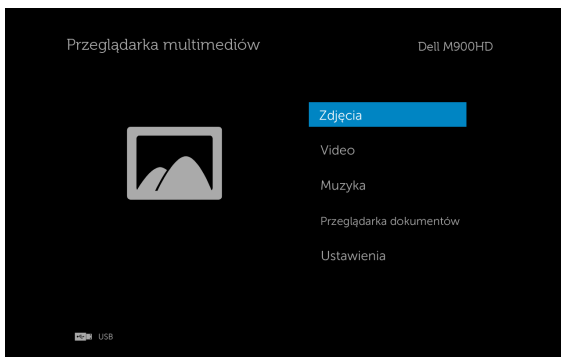 Przeglądarka multimediów
Dell M900HD
Zdjęcia
Video
Muzyka
Przeglądarka dokumentów
Ustawienia
USB